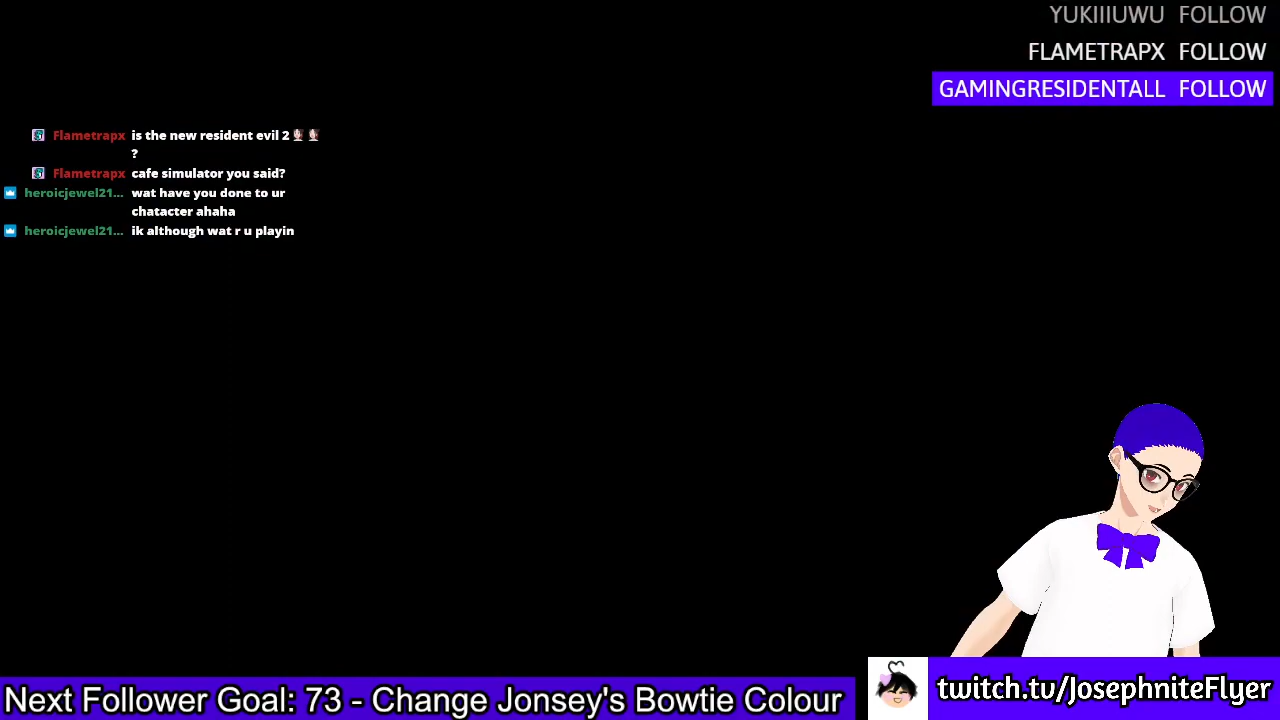 YUKIIIUWU FOLLOW
FLAMETRAPX FOLLOW
GAMINGRESIDENTALL FOLLOW
Flametrapx is the new resident evil 2
?
Flametrapx cafe simulator you said?
heroicjewel21... wat have you done to ur
chatacter ahaha
heroicjewel21... ik although wat r u playin
Next Follower Goal: 73 - Change Jonsey's Bowtie Colour
twitch.tv/JosephniteFlyer